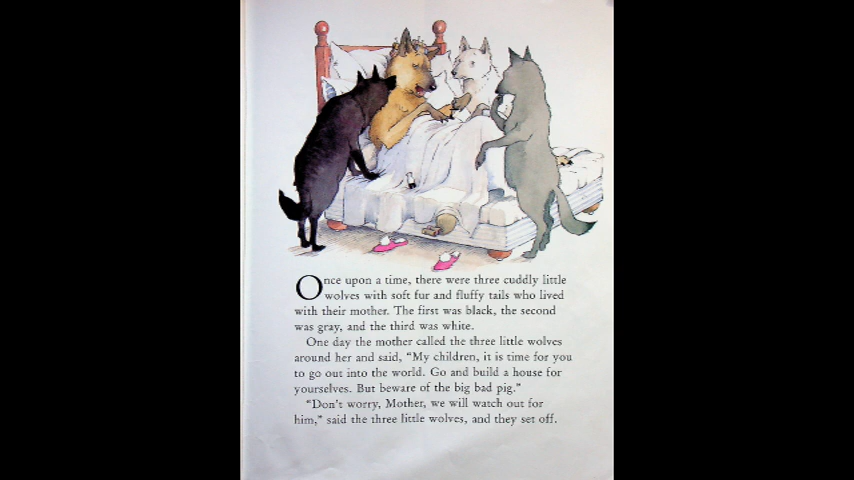 Once upon a time, there were three cuddly little
wolves with soft fur and fluffy tails who lived
with their mother. The first was black, the second
was gray, and the third was white.
One day the mother called the three little wolves
around her and said, “My children, it is time for you
to go out into the world. Go and build a house for
yourselves. But beware of the big bad pig.”
“Don't worry, Mother, we will watch out for
him,” said the three little wolves, and they set off.